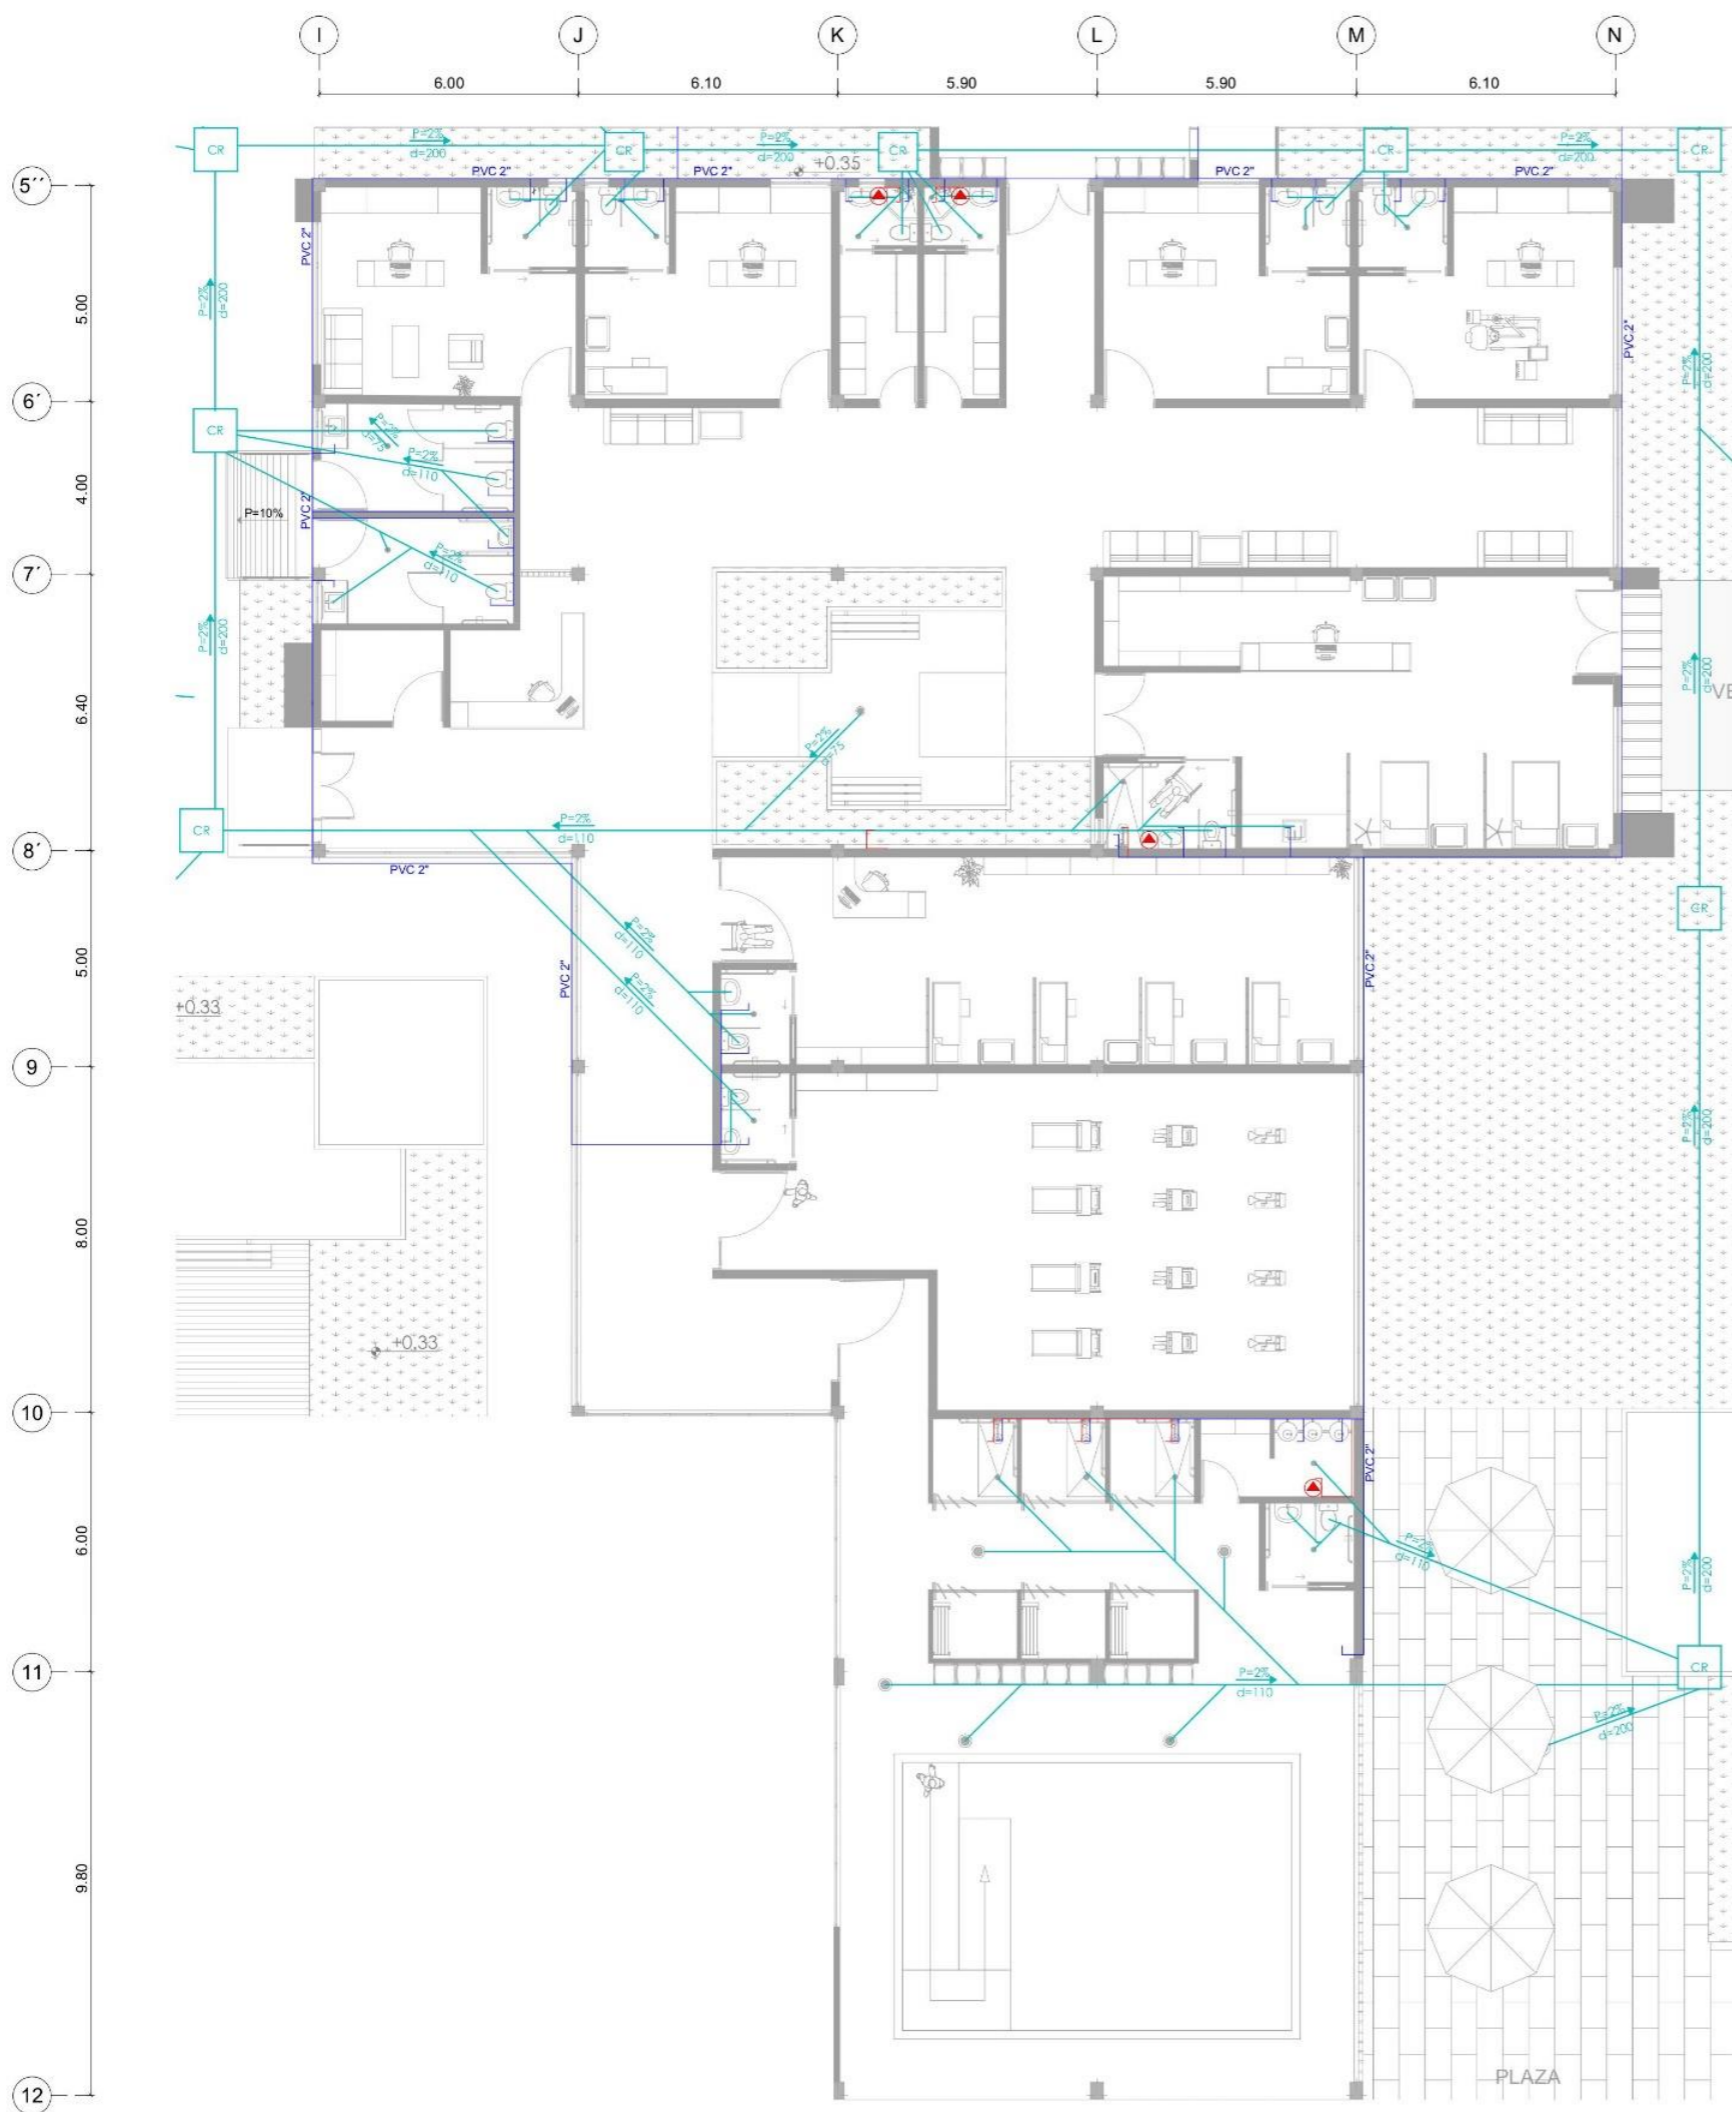 I J K L M N
6.00 6.10 5.90 5.90 6.10
P=2%
d=200
P=2%
d=200
P=2%
d=200
CR CR CR CR CR
+0.35
PVC 2" PVC 2" PVC 2" PVC 2"
5´´
PVC 2"
P=2%
d=200
5.00
PVC 2"
P=2%
d=200
6´
CR
P=2%
d=75
P=2%
d=110
4.00
P=10%
PVC 2"
P=2%
d=110
7´
P=2%
d=200
P=2%
d=200
VE
6.40
P=2%
d=75
CR
P=2%
d=110
8´
PVC 2"
CR
P=2%
d=110
5.00
PVC 2"
PVC 2"
P=2%
d=110
+0.33
9
P=2%
d=200
8.00
+0.33
10
PVC 2"
6.00
P=2%
d=110
P=2%
d=200
11
CR
P=2%
d=110
P=2%
d=200
9.80
PLAZA
12